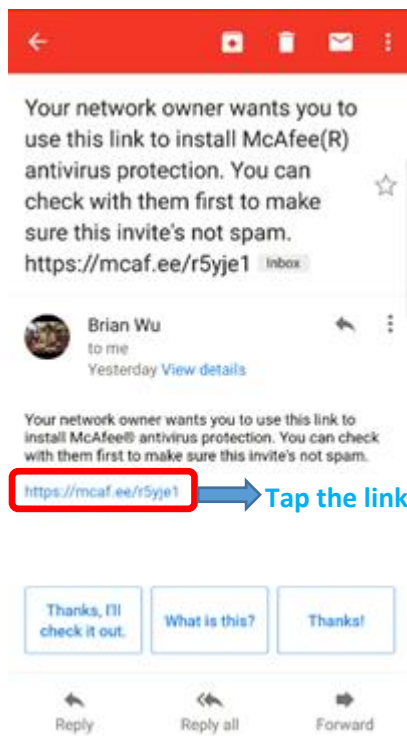 Your network owner wants you to
use this link to install McAfee(R)
antivirus protection. You can
check with them first to make
sure this invite's not spam.
https://mcaf.ee/r5yje1 Inbox
Brian Wu
to me
Yesterday View details
Your network owner wants you to use this link to
install McAfee® antivirus protection. You can check
with them first to make sure this invite's not spam.
https://mcaf.ee/r5yje1 Tap the link
Thanks, I'll
check it out.
What is this?
Thanks!
Reply Reply all Forward